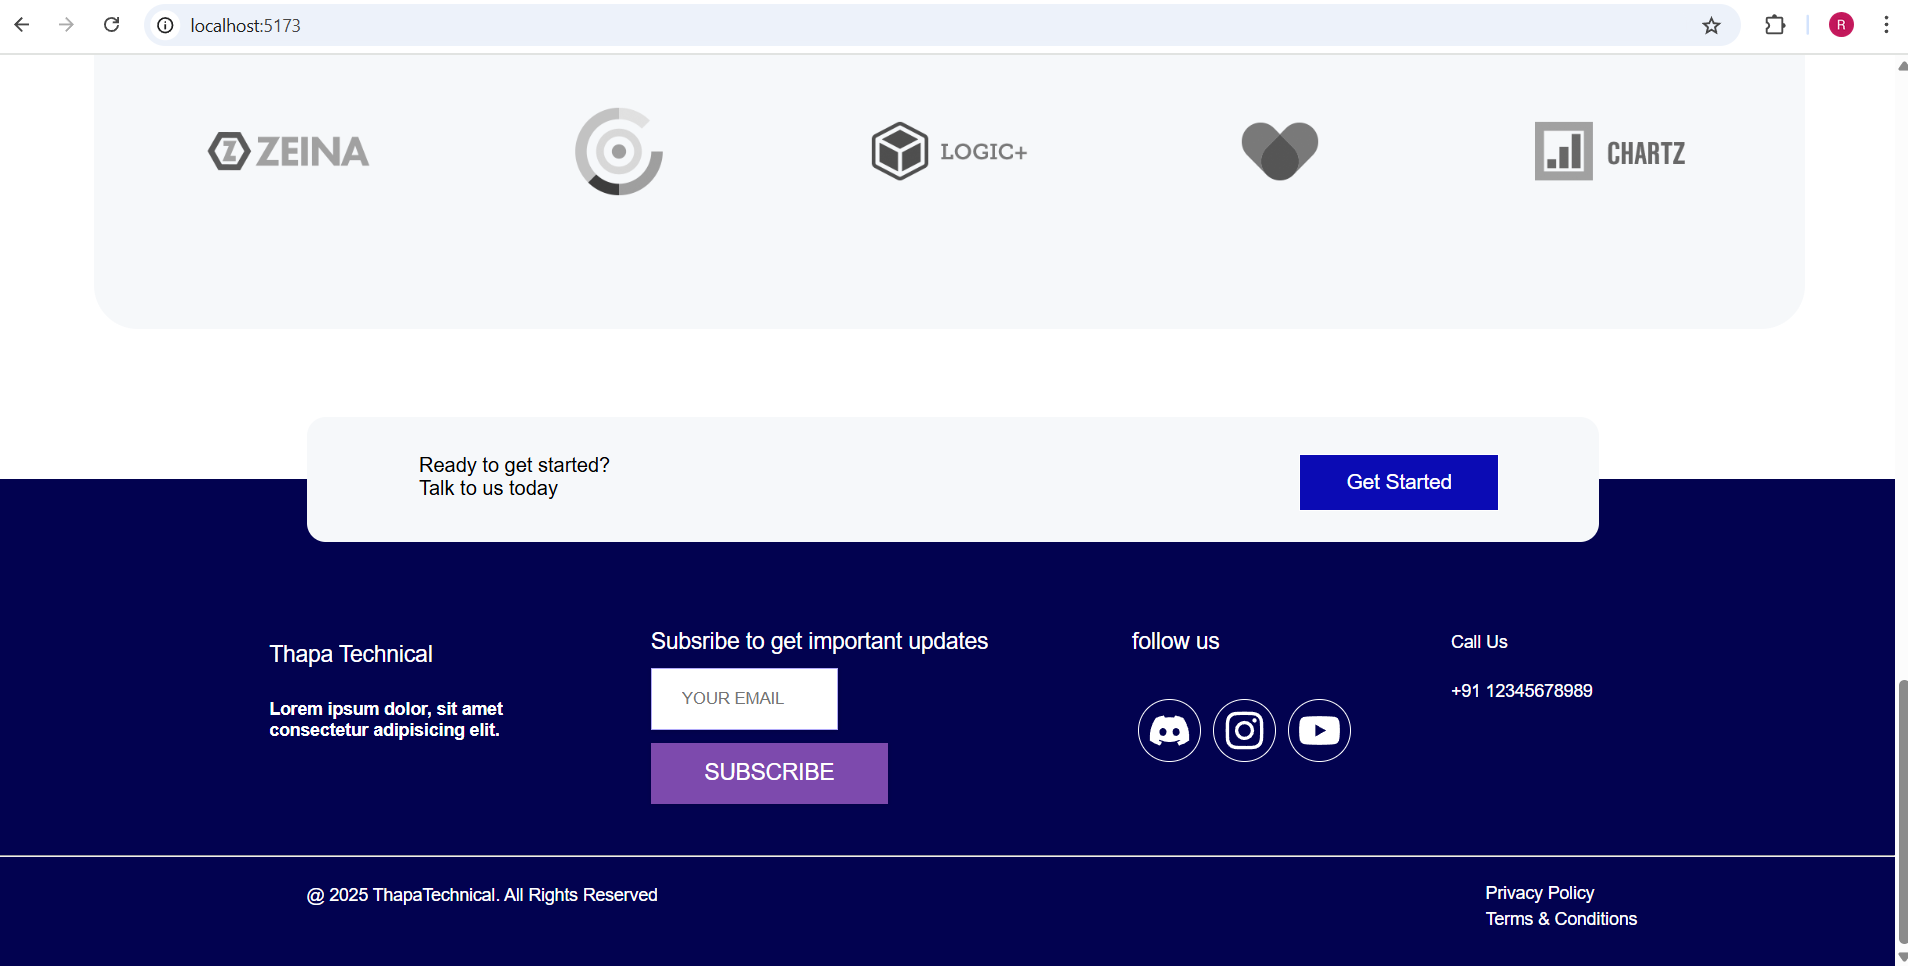 localhost:5173
R
Z ZEINA
LOGIC+
CHARTZ
Ready to get started?
Talk to us today
Get Started
Thapa Technical
Lorem ipsum dolor, sit amet
consectetur adipisicing elit.
Subsribe to get important updates
YOUR EMAIL
SUBSCRIBE
follow us
Call Us
+91 12345678989
@ 2025 ThapaTechnical. All Rights Reserved
Privacy Policy
Terms & Conditions